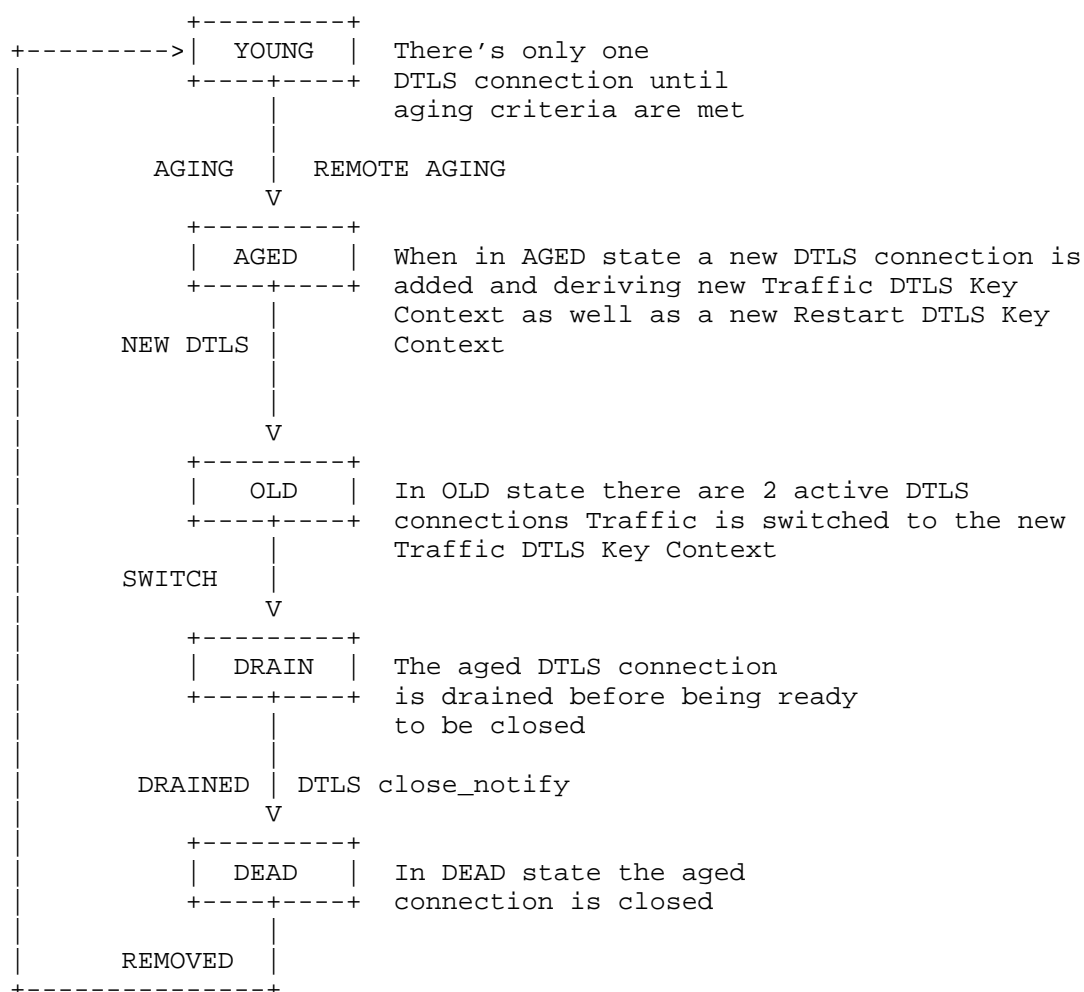 YOUNG There's only one
DTLS connection until
aging criteria are met
AGING REMOTE AGING
V
AGED When in AGED state a new DTLS connection is
added and deriving new Traffic DTLS Key
Context as well as a new Restart DTLS Key
NEW DTLS Context
V
OLD In OLD state there are 2 active DTLS
connections Traffic is switched to the new
Traffic DTLS Key Context
SWITCH
V
DRAIN The aged DTLS connection
is drained before being ready
to be closed
DRAINED DTLS close_notify
V
DEAD In DEAD state the aged
connection is closed
REMOVED